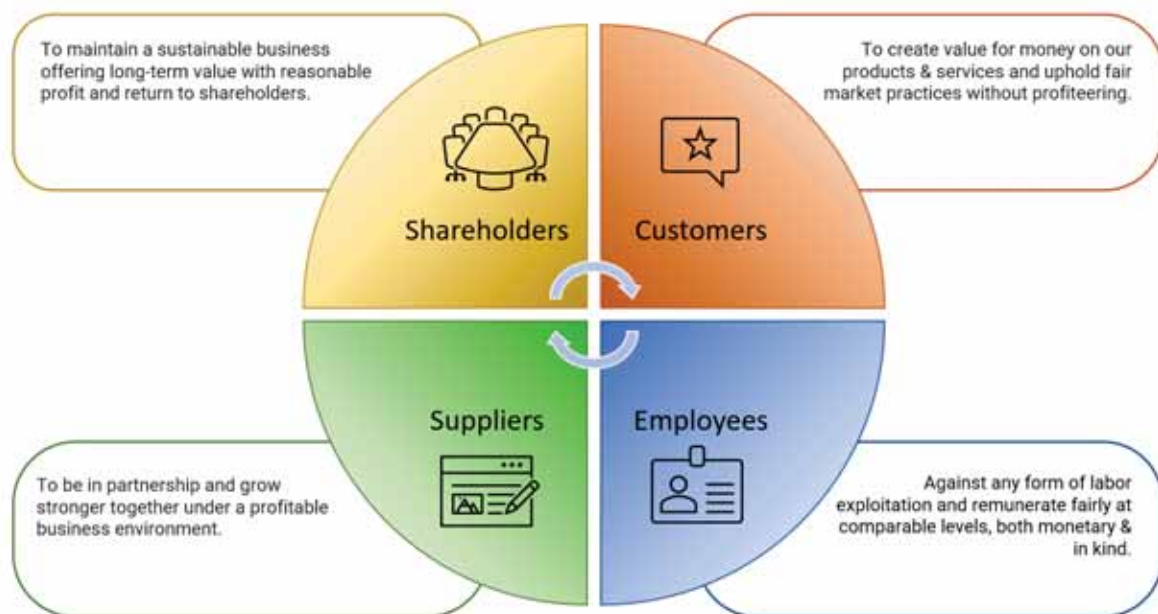 To maintain a sustainable business
offering long-term value with reasonable
profit and return to shareholders.
To create value for money on our
products & services and uphold fair
market practices without profiteering.
Shareholders
Customers
Suppliers
Employees
To be in partnership and grow
stronger together under a profitable
business environment.
Against any form of labor
exploitation and remunerate fairly at
comparable levels, both monetary &
in kind.